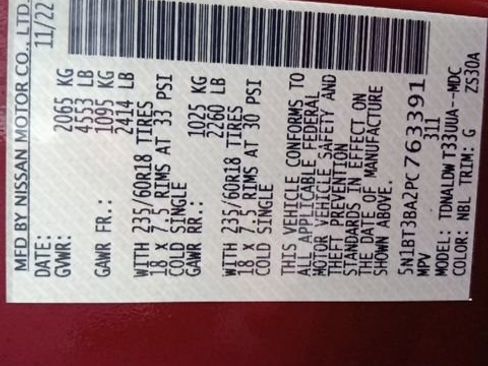 MFD BY NISSAN MOTOR CO., LTD.
DATE: 11/22
GVWR: 2065 KG
4553 LB
GAWR FR.: 1095 KG
2414 LB
WITH 235/60R18 TIRES
18 X 7.5 RIMS AT 33 PSI
COLD SINGLE
GAWR RR.: 1025 KG
2260 LB
WITH 235/60R18 TIRES
18 X 7.5 RIMS AT 30 PSI
COLD SINGLE
THIS VEHICLE CONFORMS TO
ALL APPLICABLE FEDERAL
MOTOR VEHICLE SAFETY AND
THEFT PREVENTION
STANDARDS IN EFFECT ON
THE DATE OF MANUFACTURE
SHOWN ABOVE.
5N1BT3BA2PC763391
MPV 311
MODEL: TDNALDW T33UUA--MDC
COLOR: NBL TRIM: G ZS30A